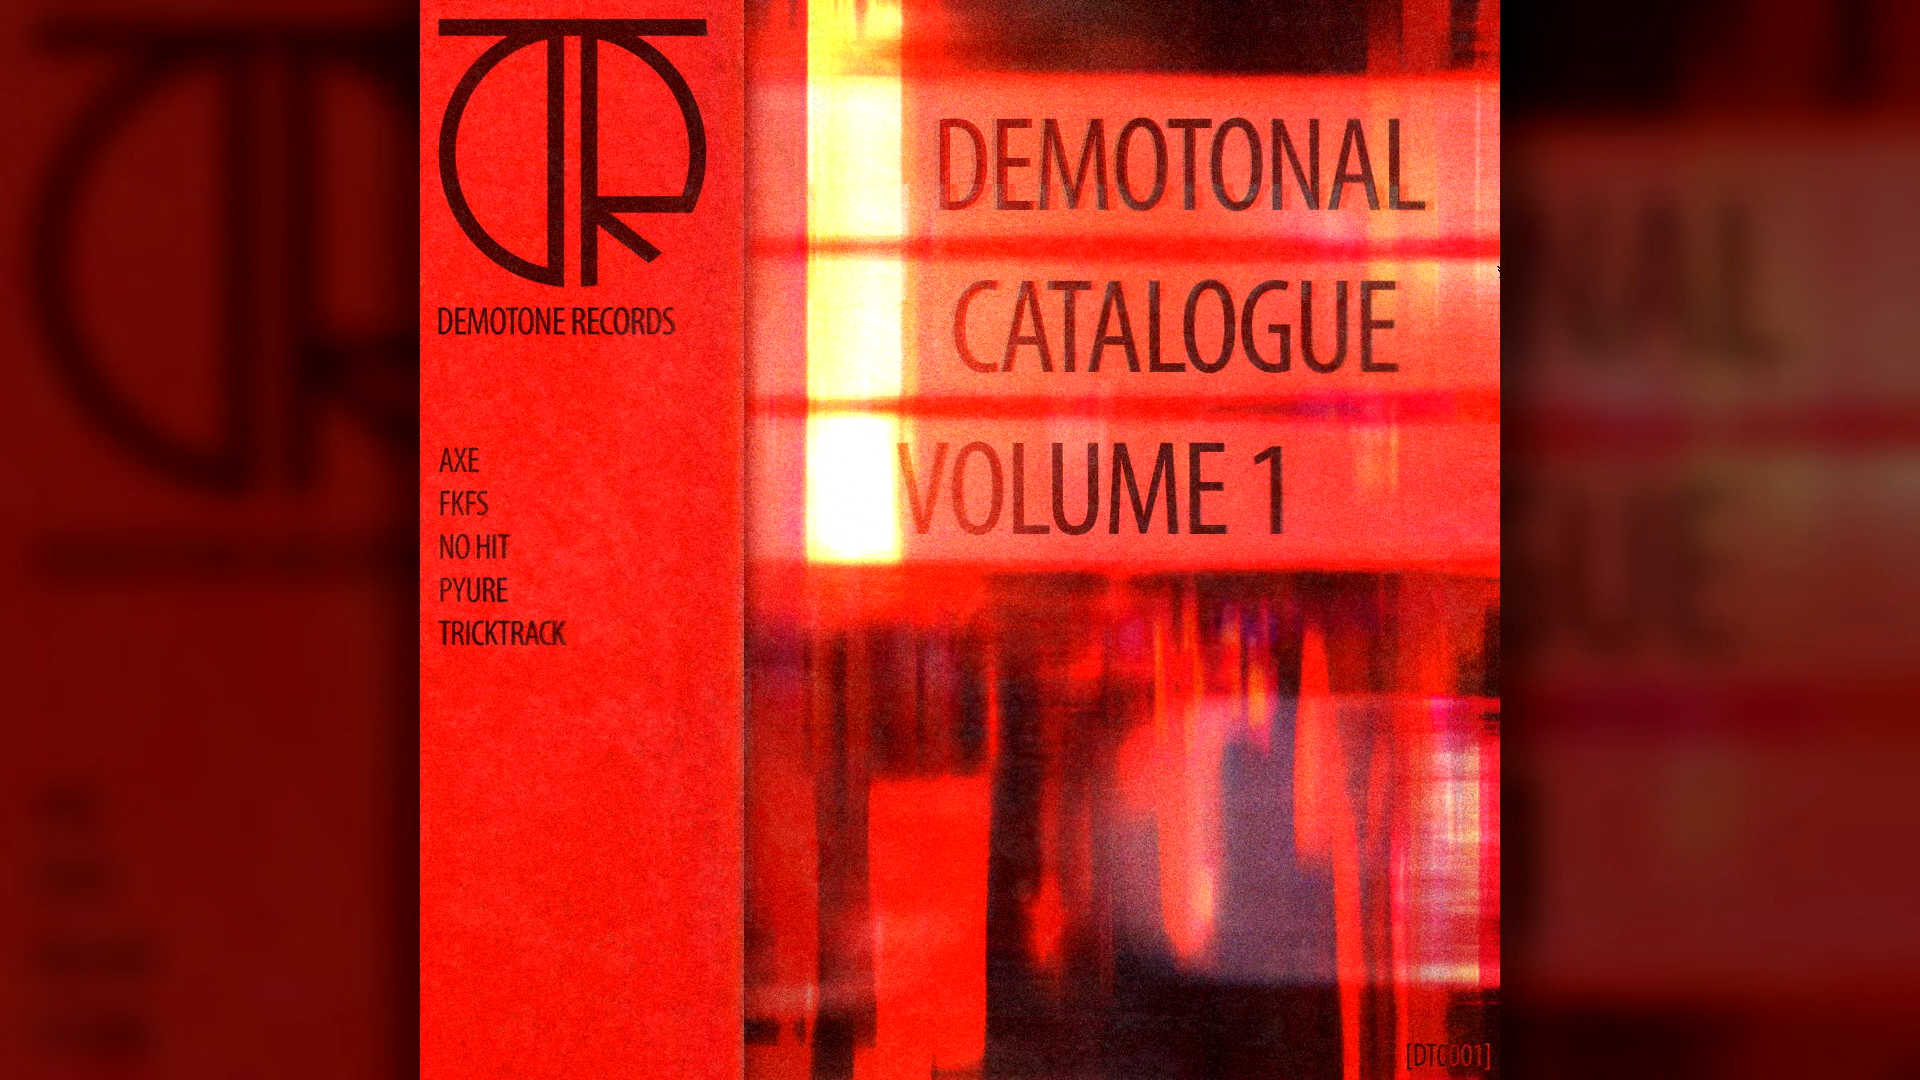 DEMOTONE RECORDS
AXE
FKFS
NO HIT
PYURE
TRICKTRACK
DEMOTONAL
CATALOGUE
VOLUME 1
[DTC001]